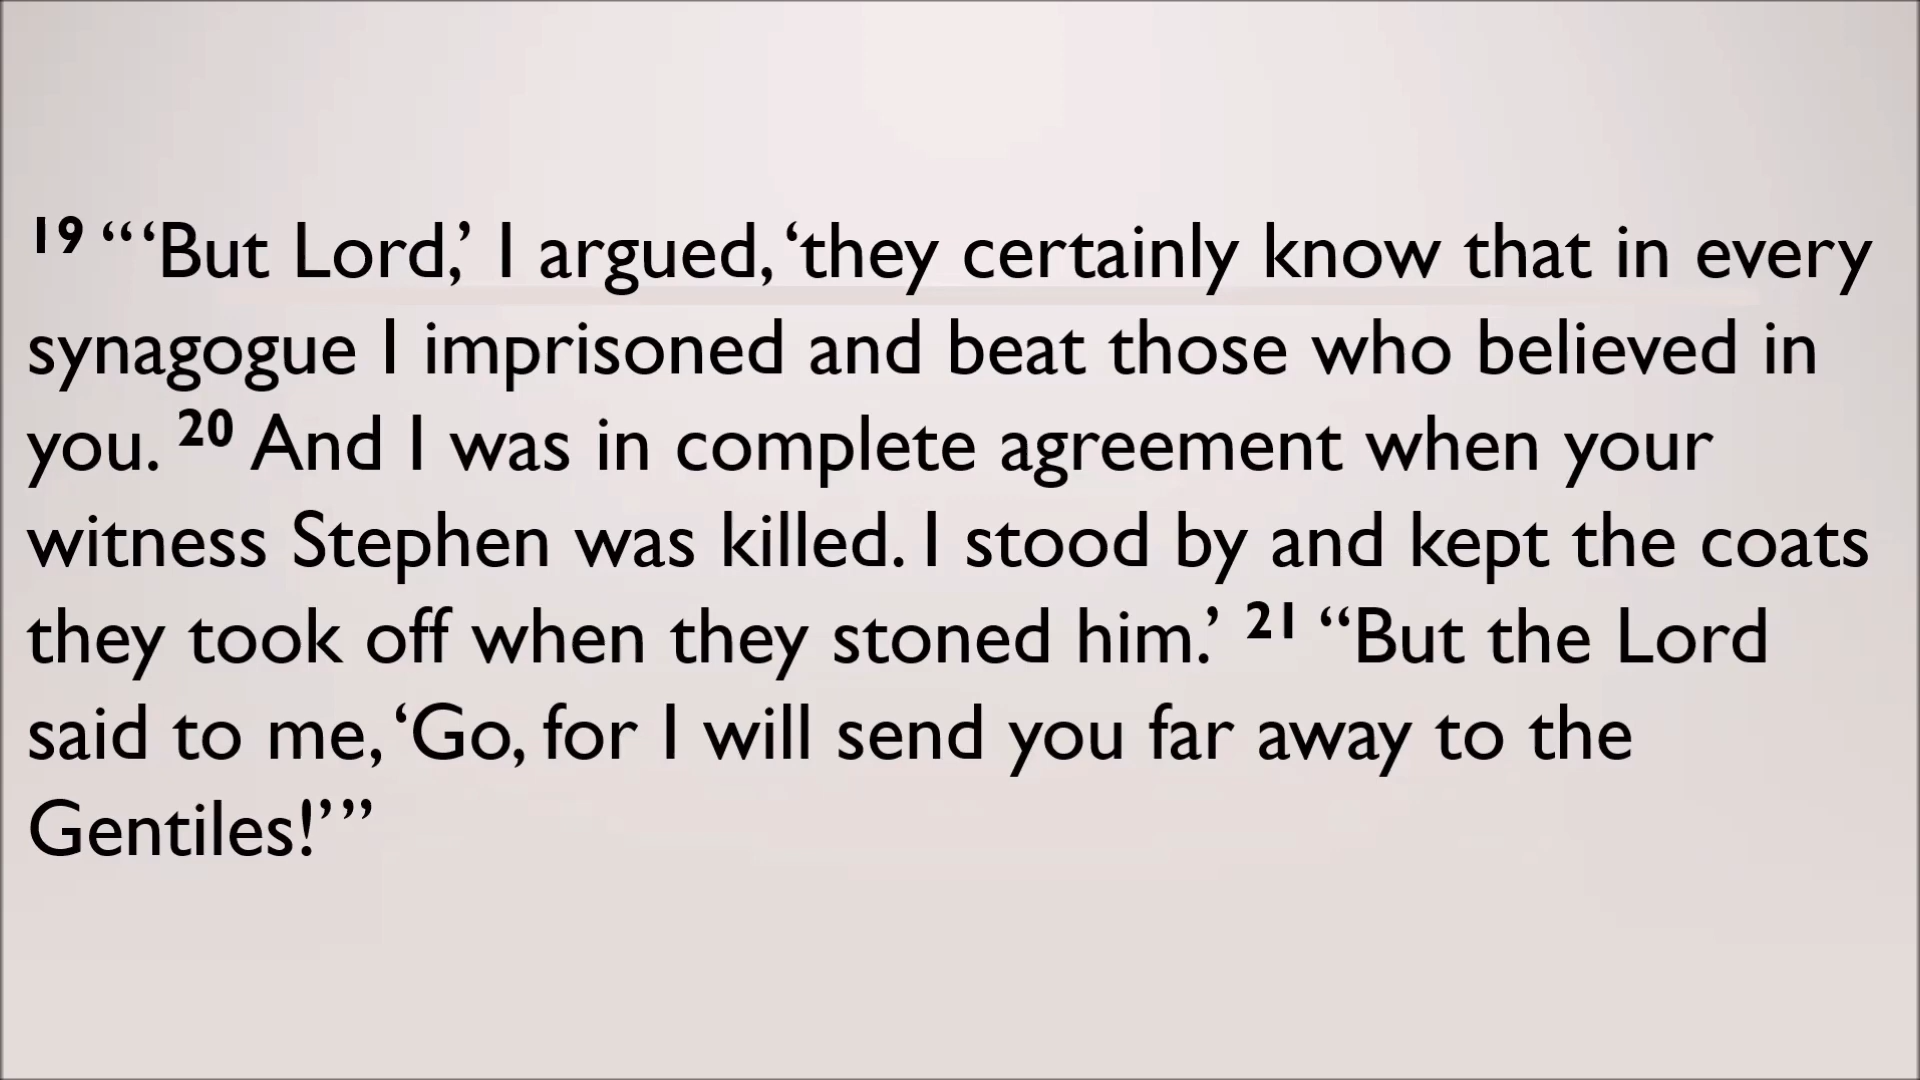 19 “‘But Lord,’ I argued, ‘they certainly know that in every
synagogue I imprisoned and beat those who believed in
you. 20 And I was in complete agreement when your
witness Stephen was killed. I stood by and kept the coats
they took off when they stoned him.’ 21 “But the Lord
said to me, ‘Go, for I will send you far away to the
Gentiles!’”